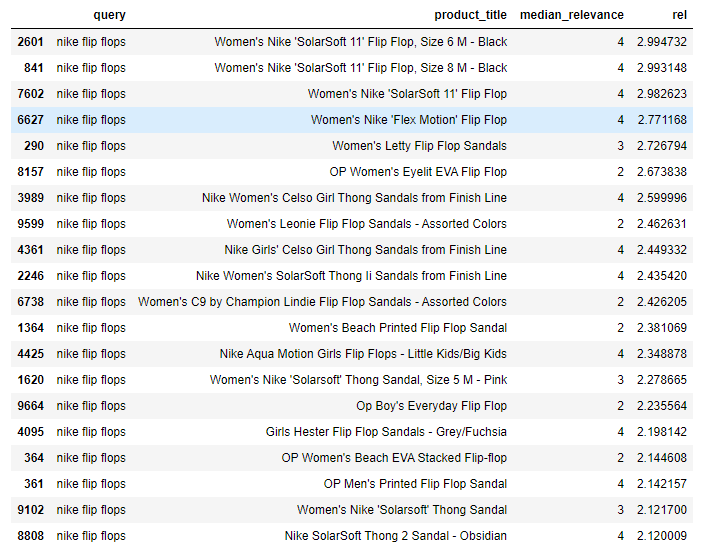 query product_title median_relevance rel
2601 nike flip flops Women's Nike 'SolarSoft 11' Flip Flop, Size 6 M - Black 4 2.994732
841 nike flip flops Women's Nike 'SolarSoft 11' Flip Flop, Size 8 M - Black 4 2.993148
7602 nike flip flops Women's Nike 'SolarSoft 11' Flip Flop 4 2.982623
6627 nike flip flops Women's Nike 'Flex Motion' Flip Flop 4 2.771168
290 nike flip flops Women's Letty Flip Flop Sandals 3 2.726794
8157 nike flip flops OP Women's Eyelit EVA Flip Flop 2 2.673838
3989 nike flip flops Nike Women's Celso Girl Thong Sandals from Finish Line 4 2.599996
9599 nike flip flops Women's Leonie Flip Flop Sandals - Assorted Colors 2 2.462631
4361 nike flip flops Nike Girls' Celso Girl Thong Sandals from Finish Line 4 2.449332
2246 nike flip flops Nike Women's SolarSoft Thong Ii Sandals from Finish Line 4 2.435420
6738 nike flip flops Women's C9 by Champion Lindie Flip Flop Sandals - Assorted Colors 2 2.426205
1364 nike flip flops Women's Beach Printed Flip Flop Sandal 2 2.381069
4425 nike flip flops Nike Aqua Motion Girls Flip Flops - Little Kids/Big Kids 4 2.348878
1620 nike flip flops Women's Nike 'Solarsoft' Thong Sandal, Size 5 M - Pink 3 2.278665
9664 nike flip flops Op Boy's Everyday Flip Flop 2 2.235564
4095 nike flip flops Girls Hester Flip Flop Sandals - Grey/Fuchsia 4 2.198142
364 nike flip flops OP Women's Beach EVA Stacked Flip-flop 2 2.144608
361 nike flip flops OP Men's Printed Flip Flop Sandal 4 2.142157
9102 nike flip flops Women's Nike 'Solarsoft' Thong Sandal 3 2.121700
8808 nike flip flops Nike SolarSoft Thong 2 Sandal - Obsidian 4 2.120009